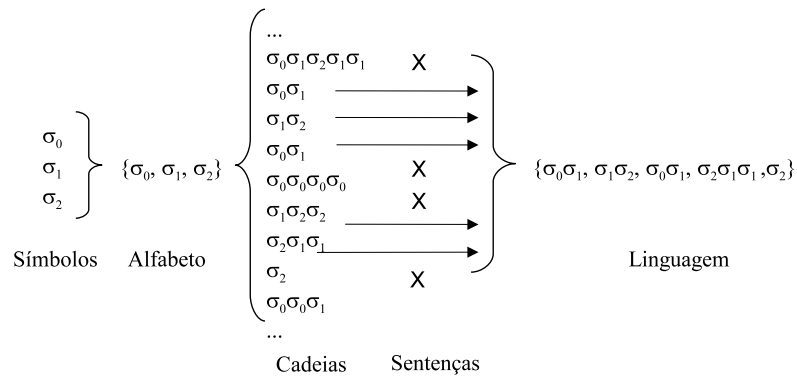 σ₀
σ₁
σ₂
Símbolos
{σ₀, σ₁, σ₂}
Alfabeto
...
σ₀σ₁σ₂σ₁σ₁ X
σ₀σ₁
σ₁σ₂
σ₀σ₁
σ₀σ₀σ₀σ₀ X
σ₁σ₂σ₂ X
σ₂σ₁σ₁
σ₂
σ₀σ₀σ₁ X
...
Cadeias
Sentenças
{σ₀σ₁, σ₁σ₂, σ₀σ₁, σ₂σ₁σ₁ ,σ₂}
Linguagem